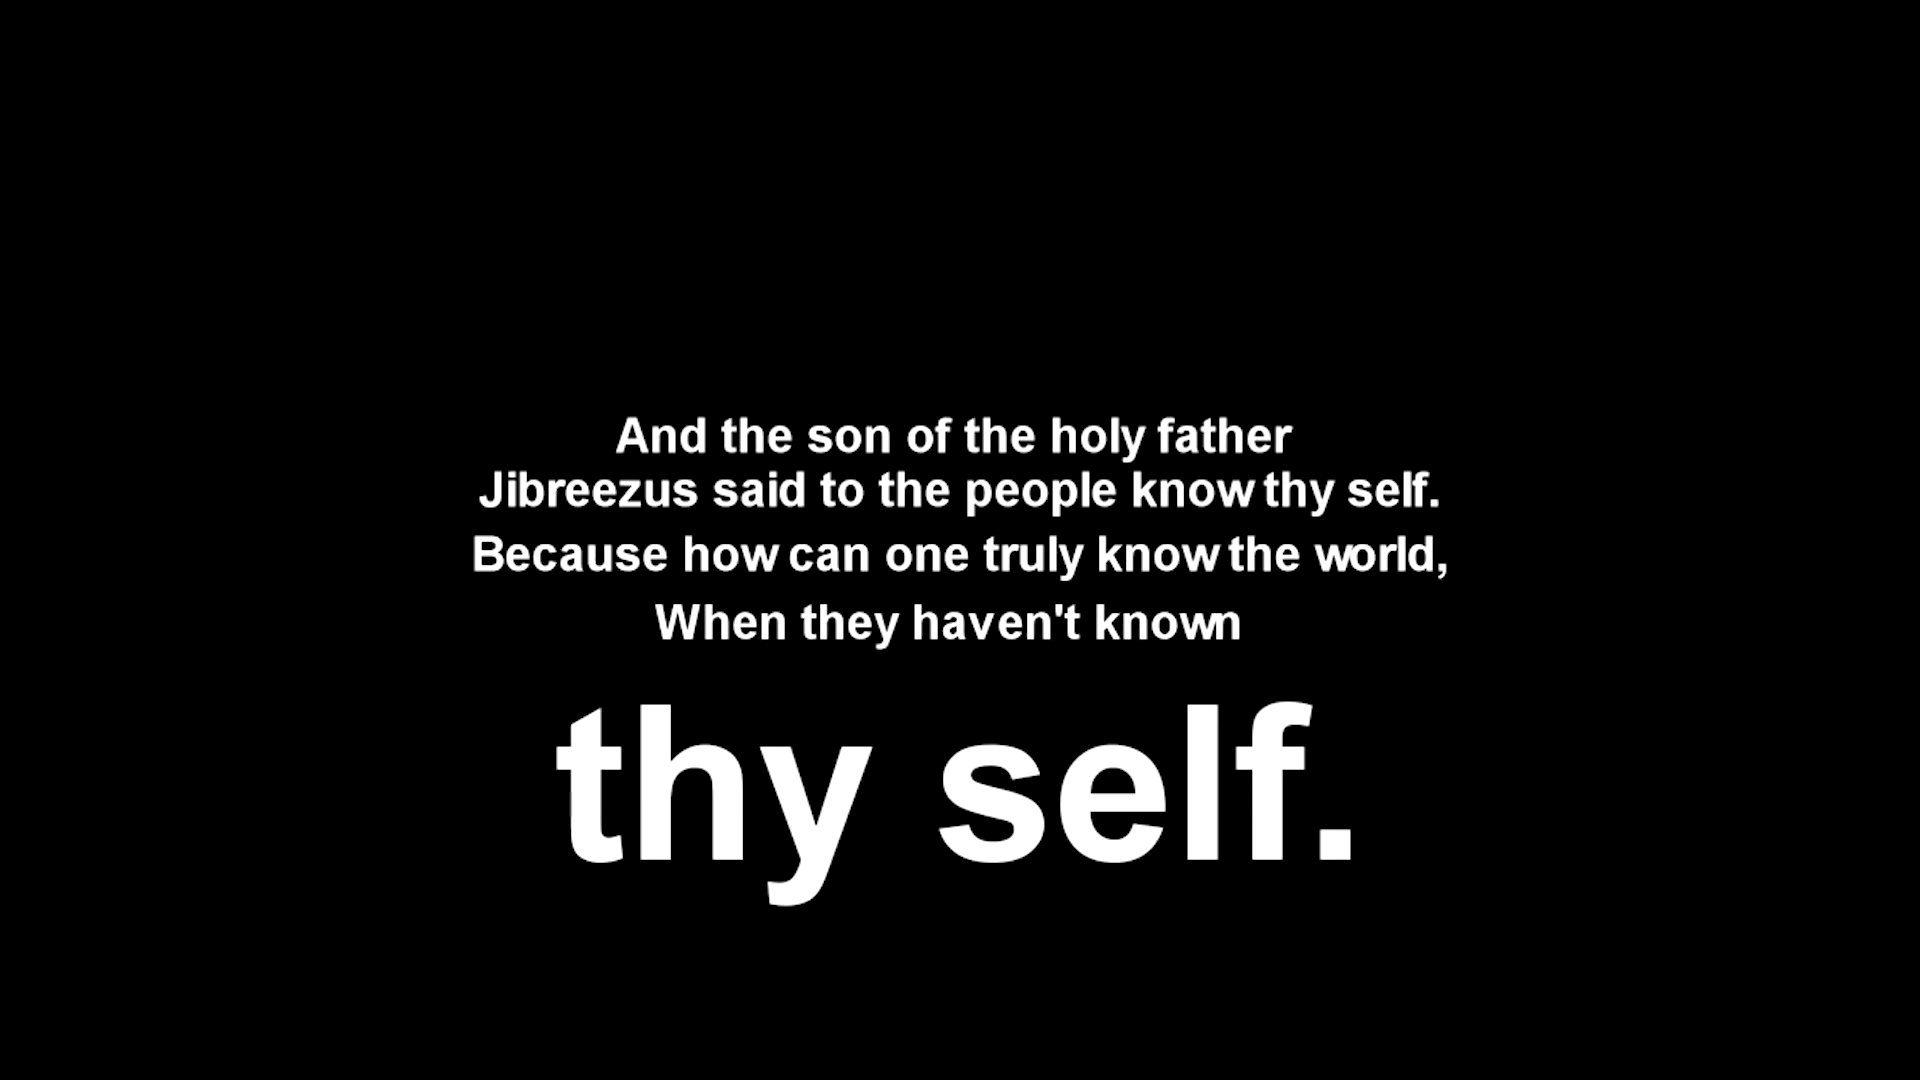 And the son of the holy father
Jibreezus said to the people know thy self.
Because how can one truly know the world,
When they haven't known
thy self.